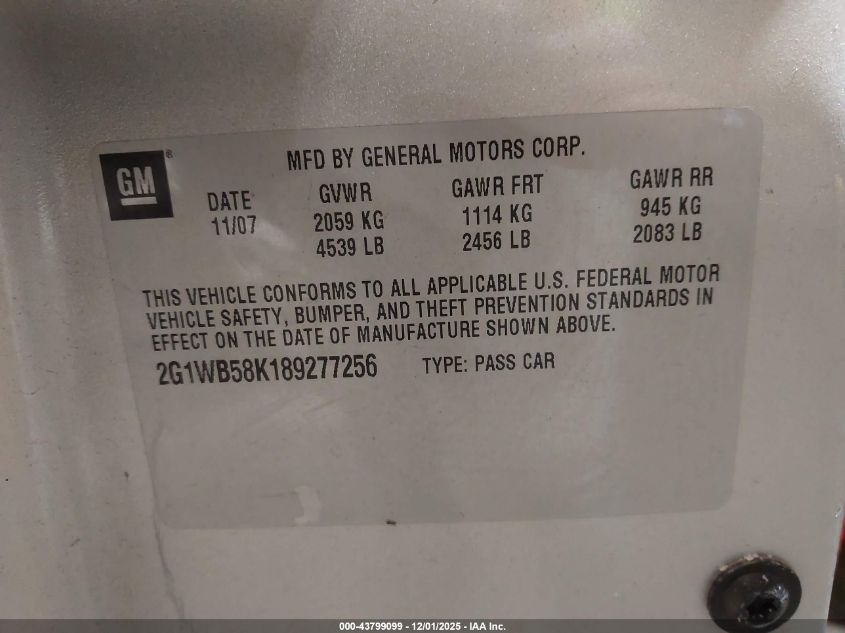 GM®
MFD BY GENERAL MOTORS CORP.
DATE GVWR GAWR FRT GAWR RR
11/07 2059 KG 1114 KG 945 KG
4539 LB 2456 LB 2083 LB
THIS VEHICLE CONFORMS TO ALL APPLICABLE U.S. FEDERAL MOTOR
VEHICLE SAFETY, BUMPER, AND THEFT PREVENTION STANDARDS IN
EFFECT ON THE DATE OF MANUFACTURE SHOWN ABOVE.
2G1WB58K189277256 TYPE: PASS CAR
000-43799099 - 12/01/2025 - IAA Inc.